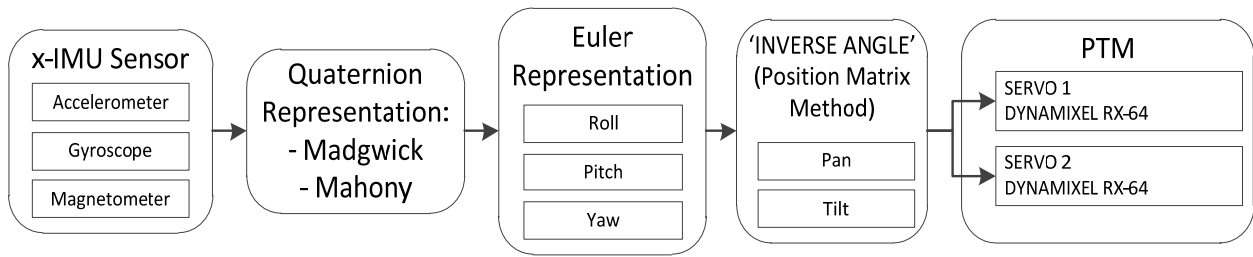 x-IMU Sensor
Accelerometer
Gyroscope
Magnetometer
Quaternion
Representation:
- Madgwick
- Mahony
Euler
Representation
Roll
Pitch
Yaw
‘INVERSE ANGLE’
(Position Matrix
Method)
Pan
Tilt
PTM
SERVO 1
DYNAMIXEL RX-64
SERVO 2
DYNAMIXEL RX-64